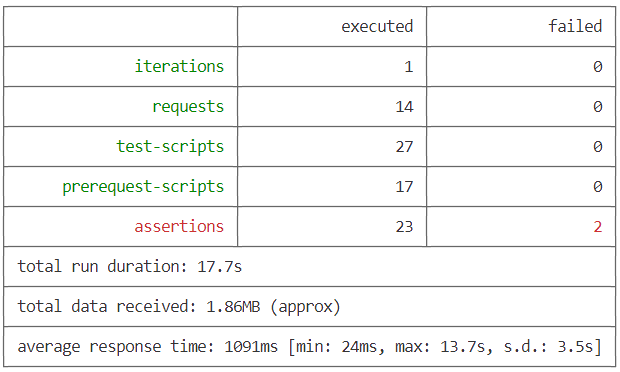 executed failed
iterations 1 0
requests 14 0
test-scripts 27 0
prerequest-scripts 17 0
assertions 23 2
total run duration: 17.7s
total data received: 1.86MB (approx)
average response time: 1091ms [min: 24ms, max: 13.7s, s.d.: 3.5s]